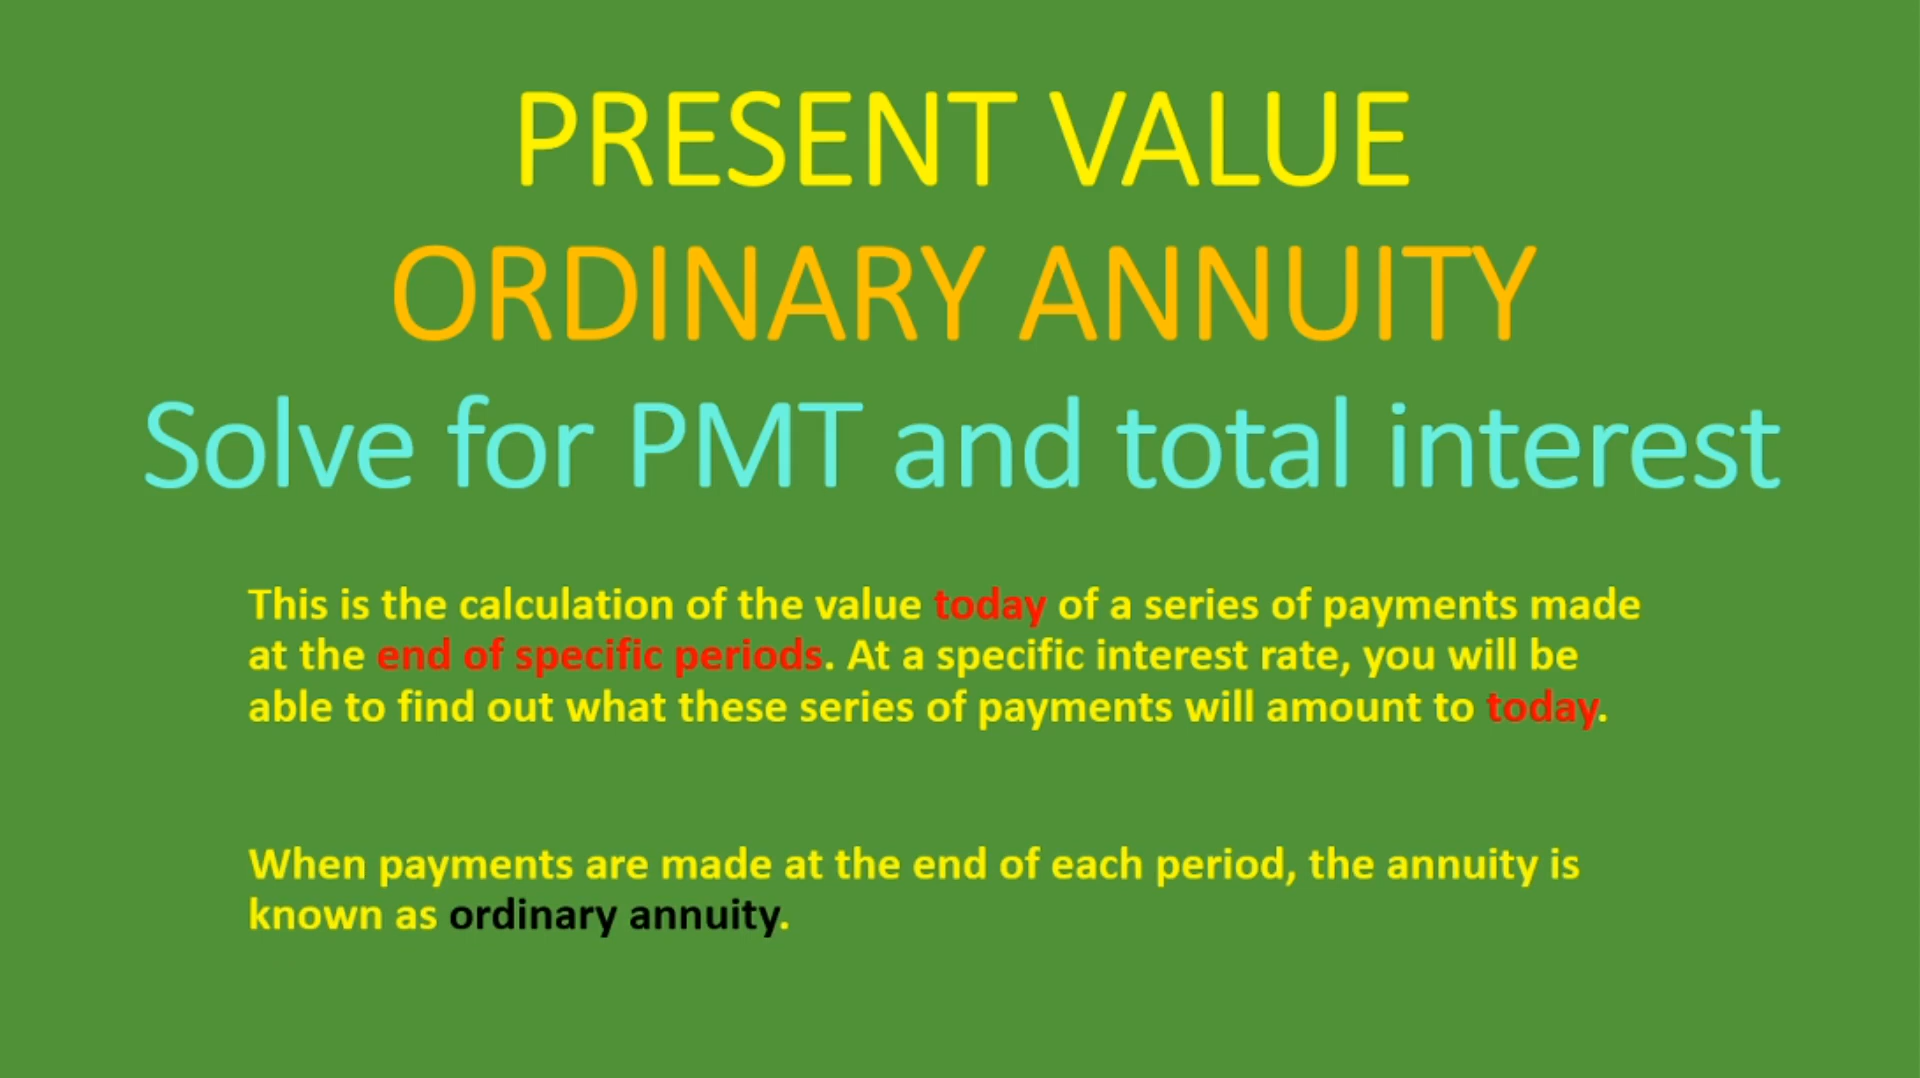 PRESENT VALUE
ORDINARY ANNUITY
Solve for PMT and total interest
This is the calculation of the value today of a series of payments made
at the end of specific periods. At a specific interest rate, you will be
able to find out what these series of payments will amount to today.
When payments are made at the end of each period, the annuity is
known as ordinary annuity.